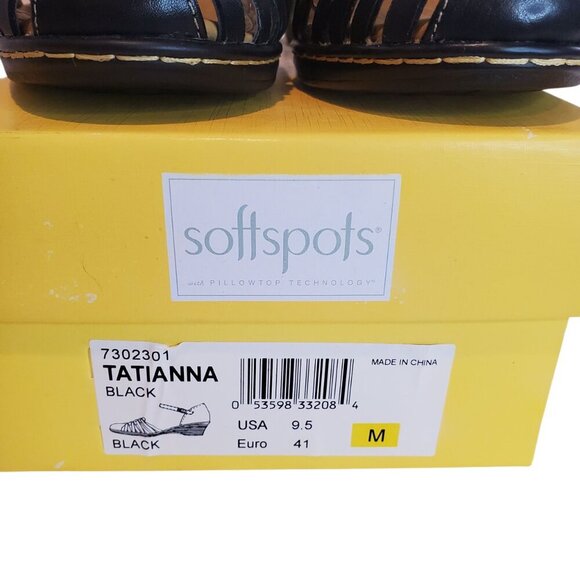 softspots®
with PILLOWTOP TECHNOLOGY®
7302301
TATIANNA
BLACK
MADE IN CHINA
0 53598 33208 4
BLACK
USA 9.5
Euro 41
M